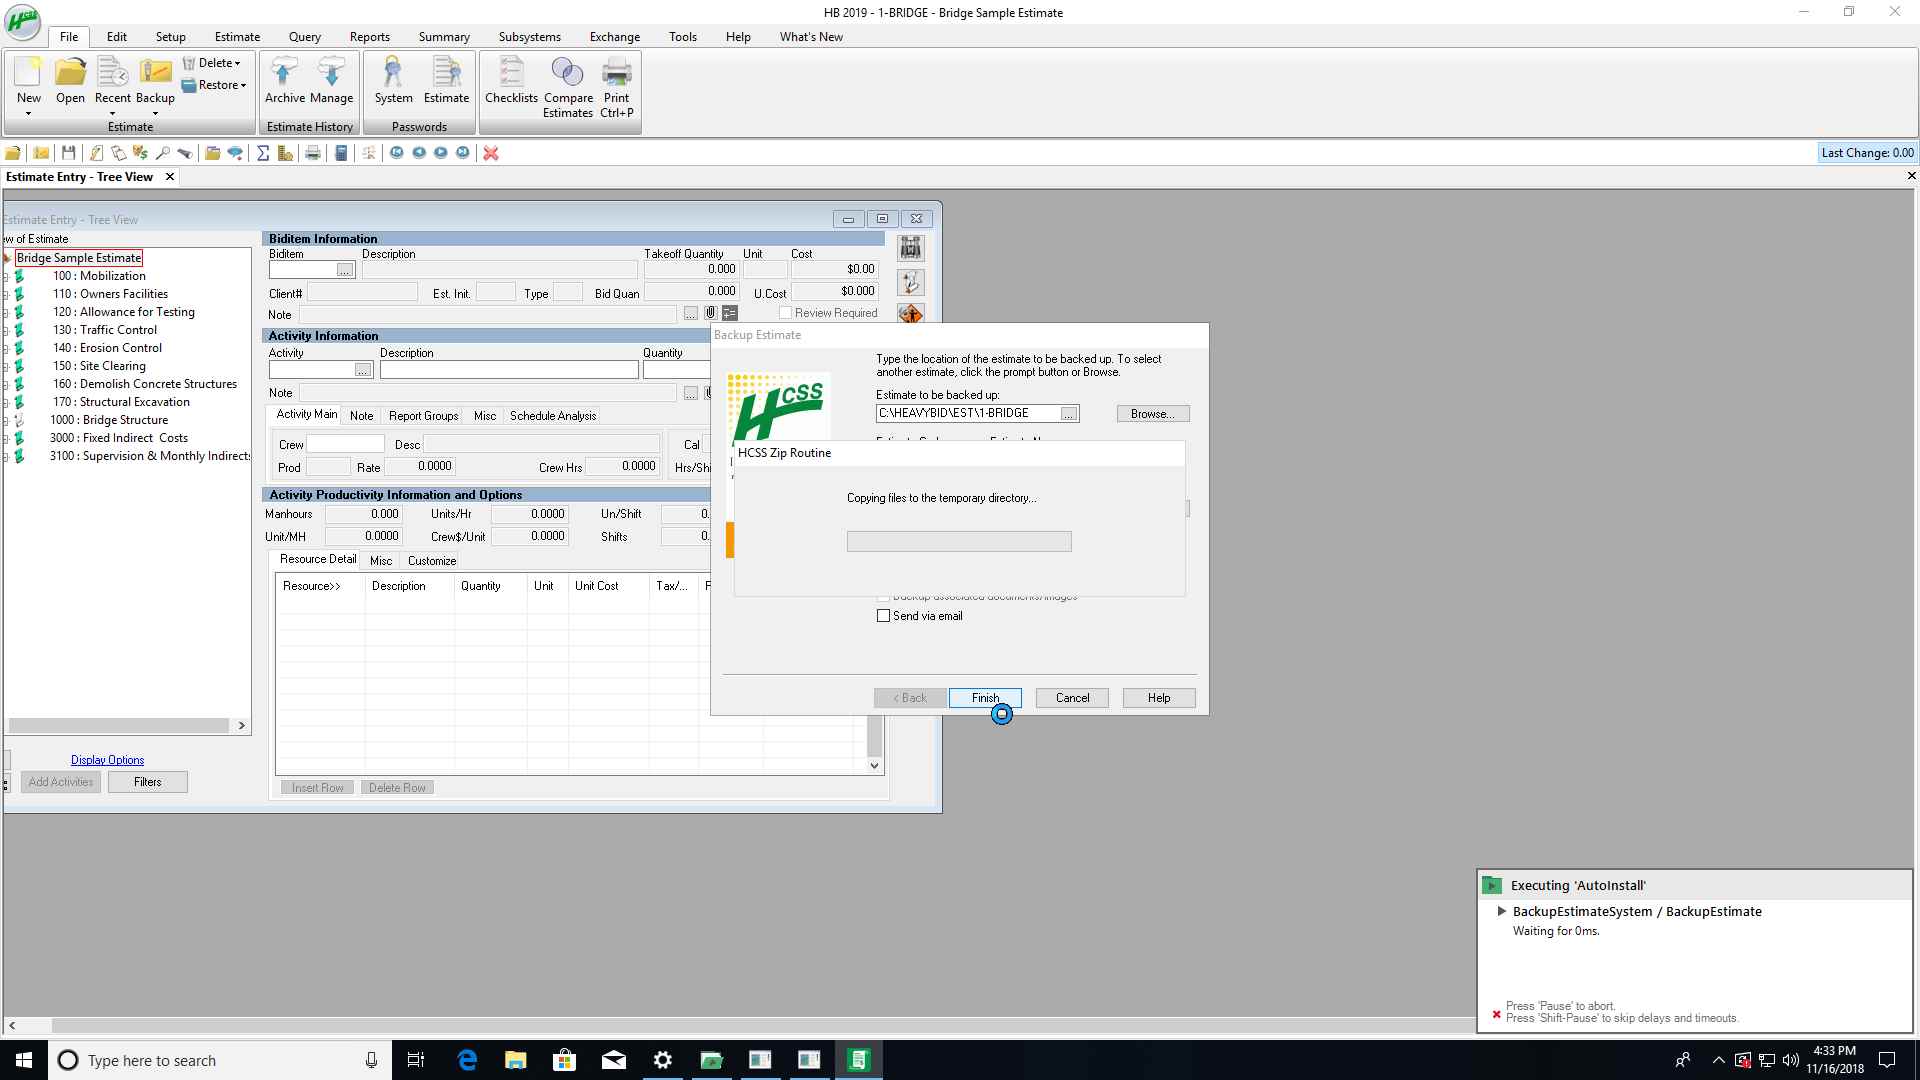 HB 2019 - 1-BRIDGE - Bridge Sample Estimate
HCSS
File Edit Setup Estimate Query Reports Summary Subsystems Exchange Tools Help What's New
New Open Recent Backup Delete Restore
Archive Manage
System Estimate
Checklists Compare Estimates Print Ctrl+P
Estimate Estimate History Passwords
Last Change: 0.00
Estimate Entry - Tree View
Estimate Entry - Tree View
ew of Estimate
Bridge Sample Estimate
100 : Mobilization
110 : Owners Facilities
120 : Allowance for Testing
130 : Traffic Control
140 : Erosion Control
150 : Site Clearing
160 : Demolish Concrete Structures
170 : Structural Excavation
1000 : Bridge Structure
3000 : Fixed Indirect Costs
3100 : Supervision & Monthly Indirects
Display Options
Add Activities Filters
Biditem Information
Biditem Description Takeoff Quantity Unit Cost
... 0.000 $0.00
Client# Est. Init. Type Bid Quan 0.000 U.Cost $0.000
Note ... Review Required
Activity Information
Activity Description Quantity
...
Note ...
Activity Main Note Report Groups Misc Schedule Analysis
Crew Desc Cal
Prod Rate 0.0000 Crew Hrs 0.0000 Hrs/Shi
Activity Productivity Information and Options
Manhours 0.000 Units/Hr 0.0000 Un/Shift 0.
Unit/MH 0.0000 Crew$/Unit 0.0000 Shifts 0.
Resource Detail Misc Customize
Resource>> Description Quantity Unit Unit Cost Tax/...
Insert Row Delete Row
Backup Estimate
HCSS
Type the location of the estimate to be backed up. To select
another estimate, click the prompt button or Browse.
Estimate to be backed up:
C:\HEAVYBID\EST\1-BRIDGE ... Browse...
HCSS Zip Routine
Copying files to the temporary directory...
Backup associated documents/images
Send via email
< Back Finish Cancel Help
Executing 'AutoInstall'
BackupEstimateSystem / BackupEstimate
Waiting for 0ms.
Press 'Pause' to abort.
Press 'Shift-Pause' to skip delays and timeouts.
Type here to search
4:33 PM
11/16/2018